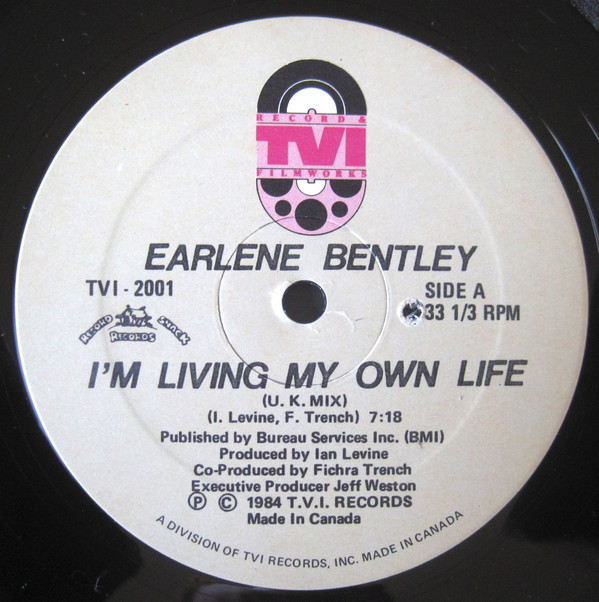 RECORD &
TVI
FILMWORKS
EARLENE BENTLEY
TVI - 2001
SIDE A
RECORD SHACK
RECORDS
33 1/3 RPM
I'M LIVING MY OWN LIFE
(U. K. MIX)
(I. Levine, F. Trench) 7:18
Published by Bureau Services Inc. (BMI)
Produced by Ian Levine
Co-Produced by Fichra Trench
Executive Producer Jeff Weston
Ⓟ © 1984 T.V.I. RECORDS
Made In Canada
A DIVISION OF TVI RECORDS, INC. MADE IN CANADA